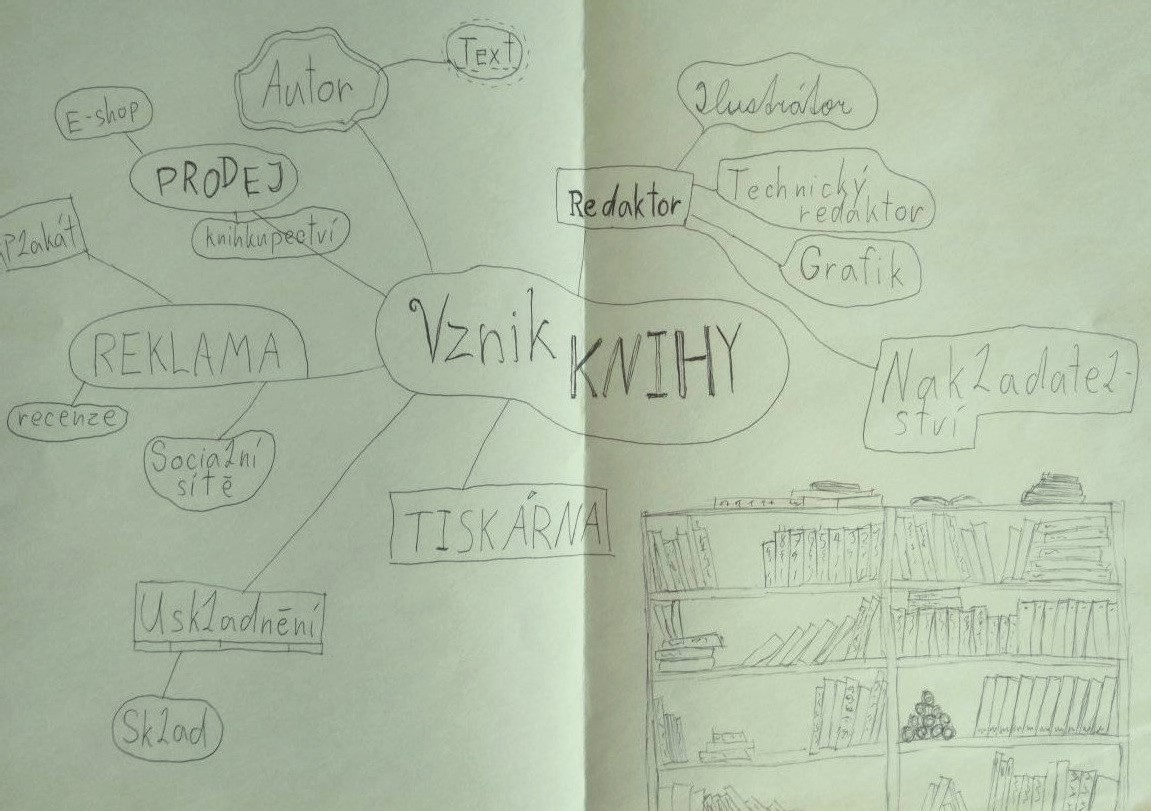 Autor
Text
E-shop
PRODEJ
knihkupectví
Plakát
REKLAMA
recenze
Sociální
sítě
Vznik KNIHY
Redaktor
Ilustrátor
Technický
redaktor
Grafik
Nakladatel-
ství
TISKÁRNA
Uskladnění
Sklad